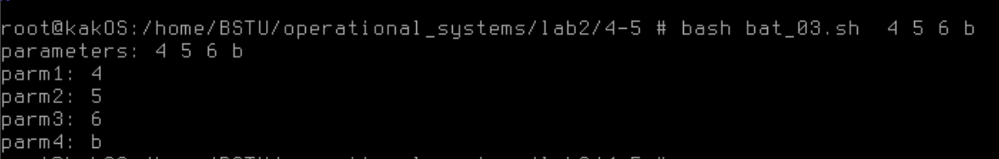 root@kakOS:/home/BSTU/operational_systems/lab2/4-5 # bash bat_03.sh  4 5 6 b
parameters: 4 5 6 b
parm1: 4
parm2: 5
parm3: 6
parm4: b